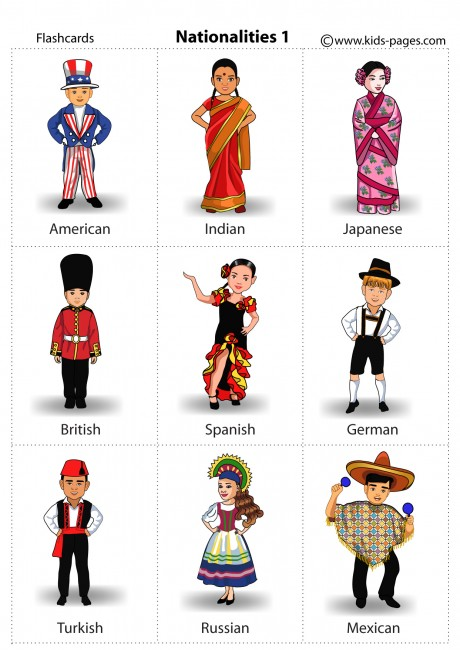 Flashcards
Nationalities 1
©www.kids-pages.com
American
Indian
Japanese
British
Spanish
German
Turkish
Russian
Mexican